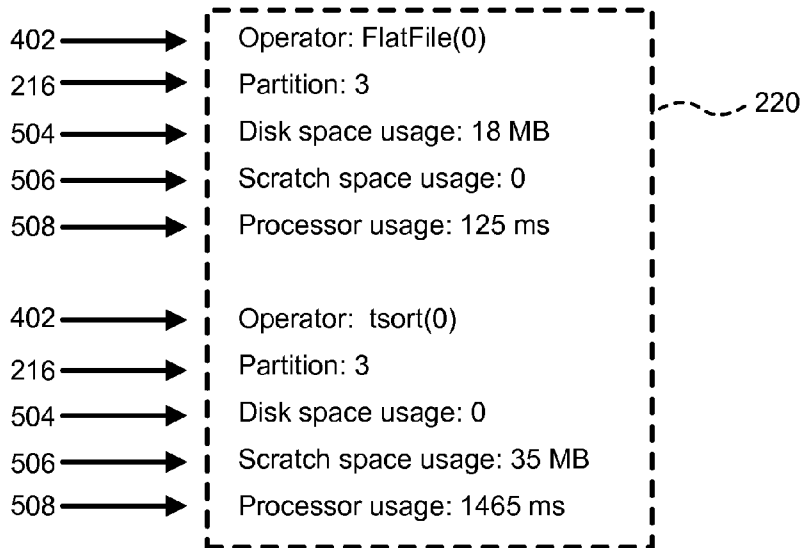 402 Operator: FlatFile(0)
216 Partition: 3
220
504 Disk space usage: 18 MB
506 Scratch space usage: 0
508 Processor usage: 125 ms
402 Operator: tsort(0)
216 Partition: 3
504 Disk space usage: 0
506 Scratch space usage: 35 MB
508 Processor usage: 1465 ms